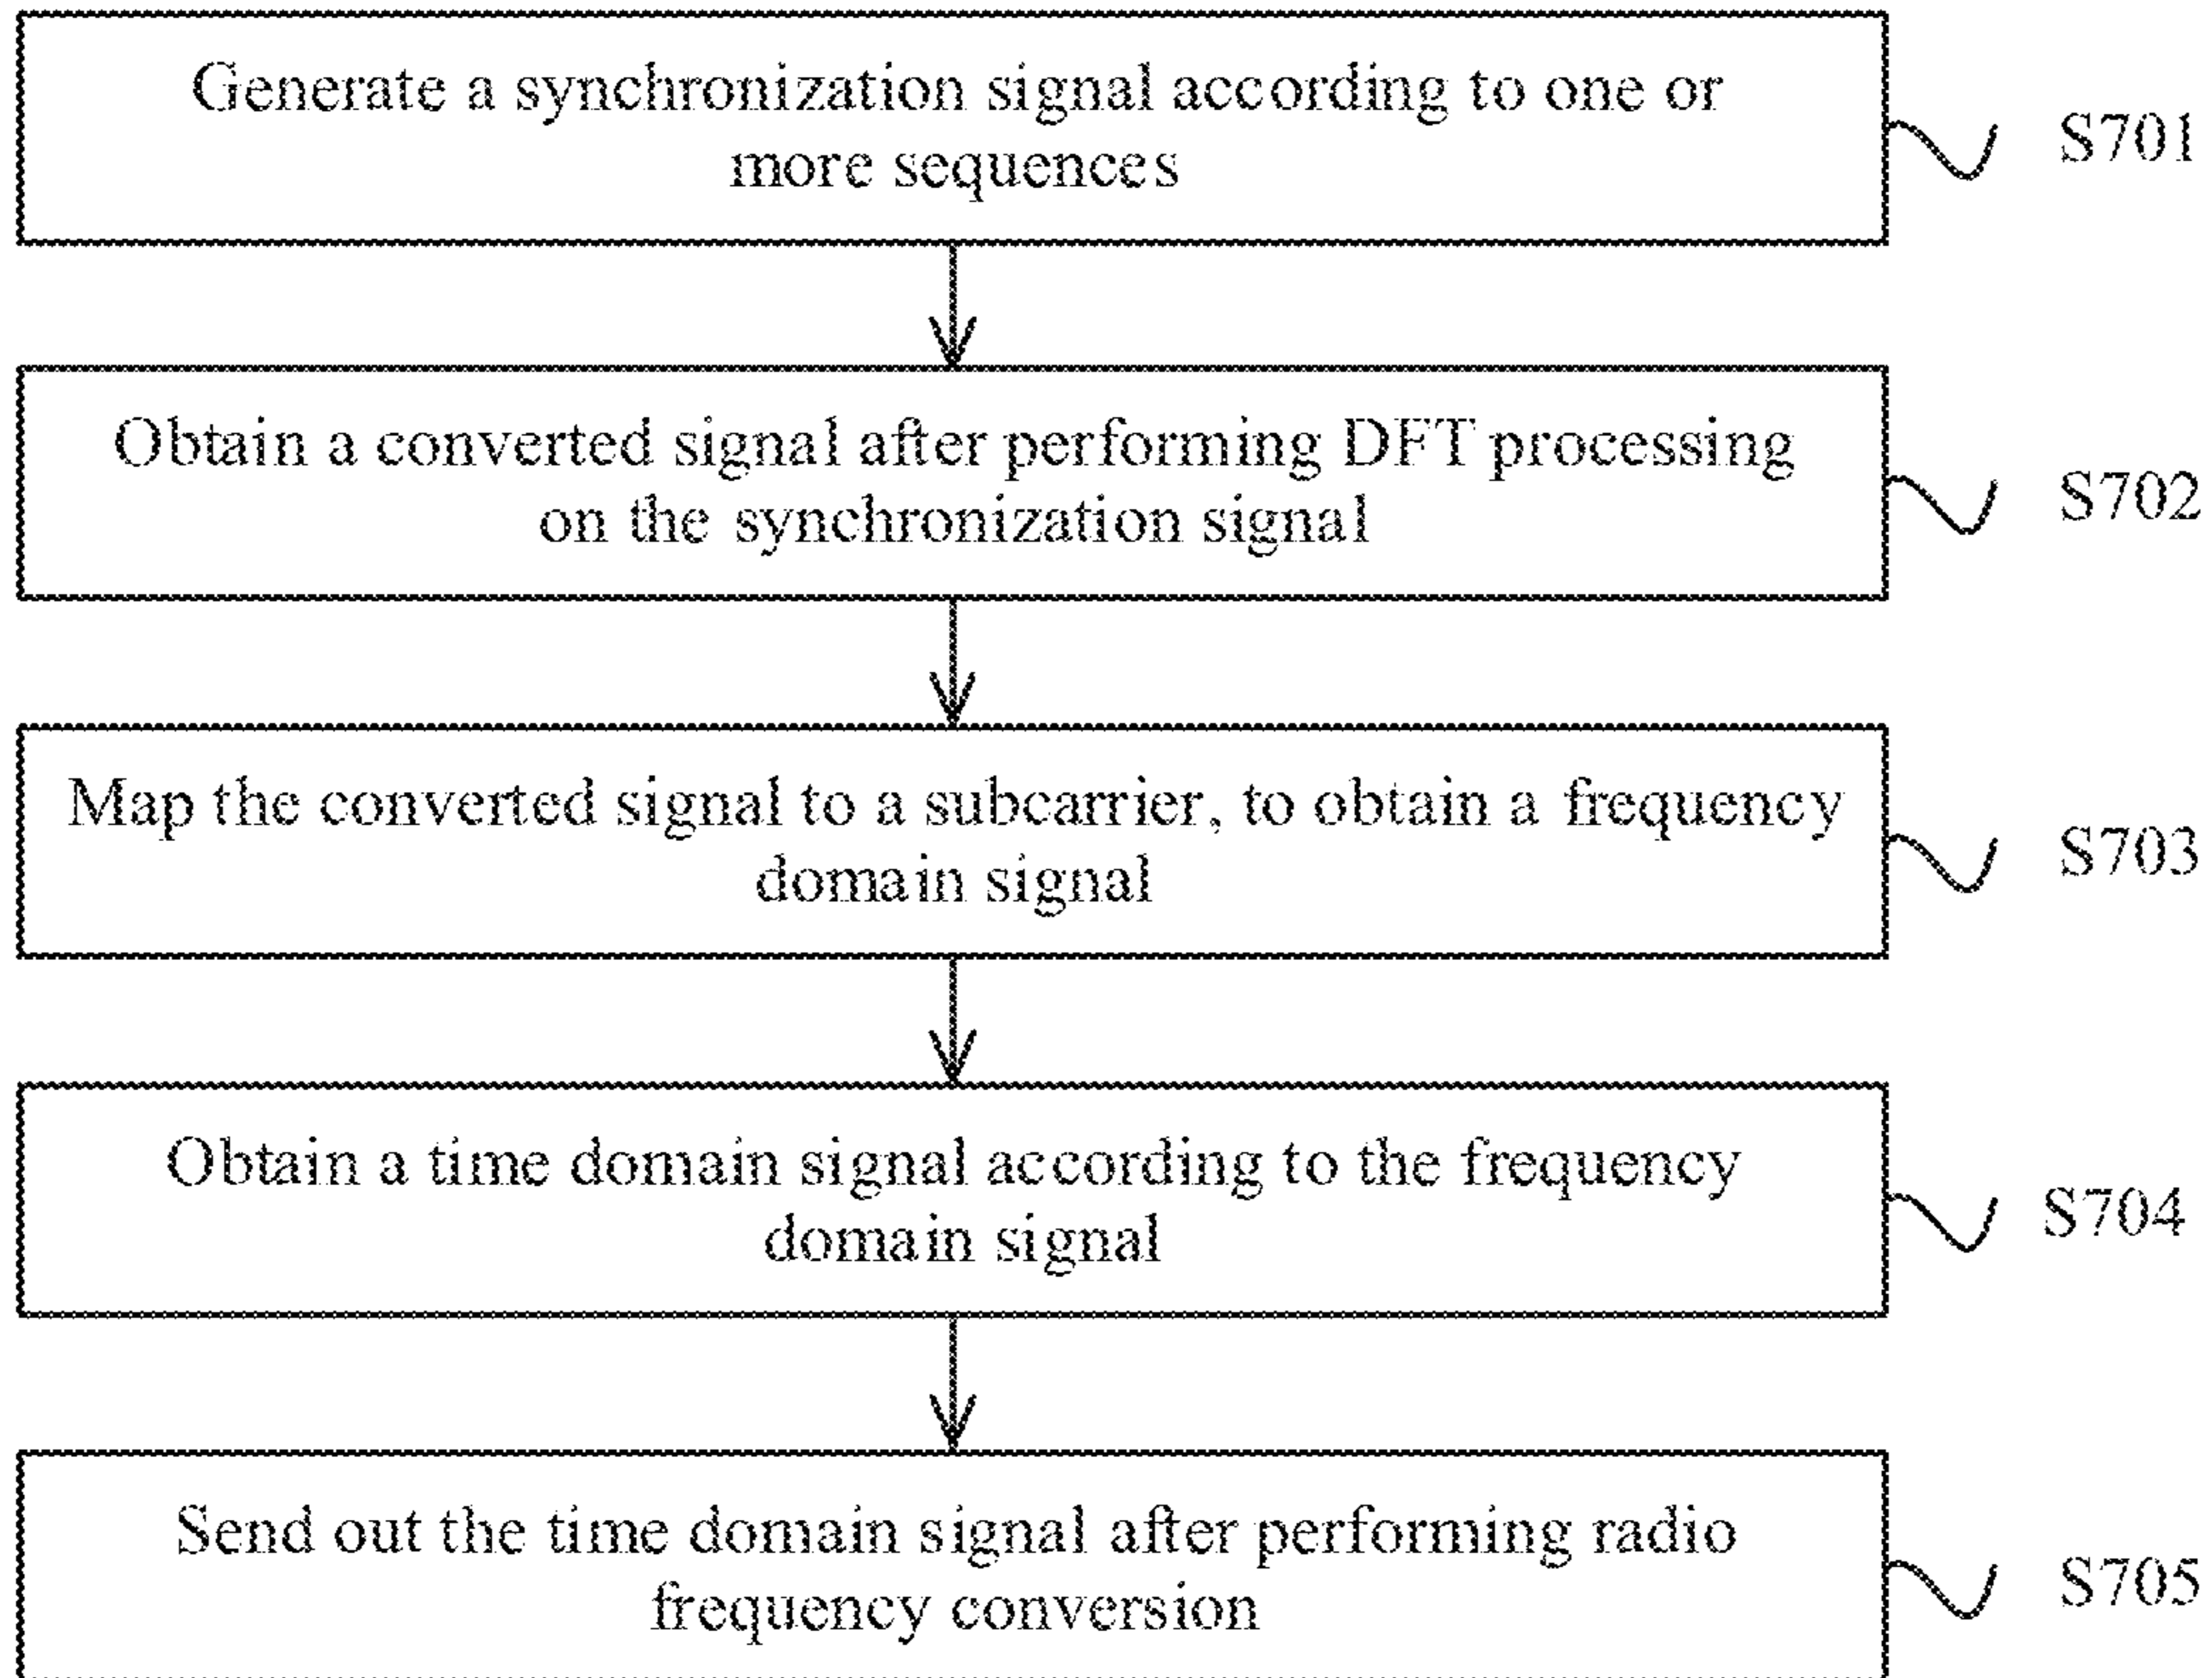 Generate a synchronization signal according to one or
more sequences
S701
Obtain a converted signal after performing DFT processing
on the synchronization signal
S702
Map the converted signal to a subcarrier, to obtain a frequency
domain signal
S703
Obtain a time domain signal according to the frequency
domain signal
S704
Send out the time domain signal after performing radio
frequency conversion
S705